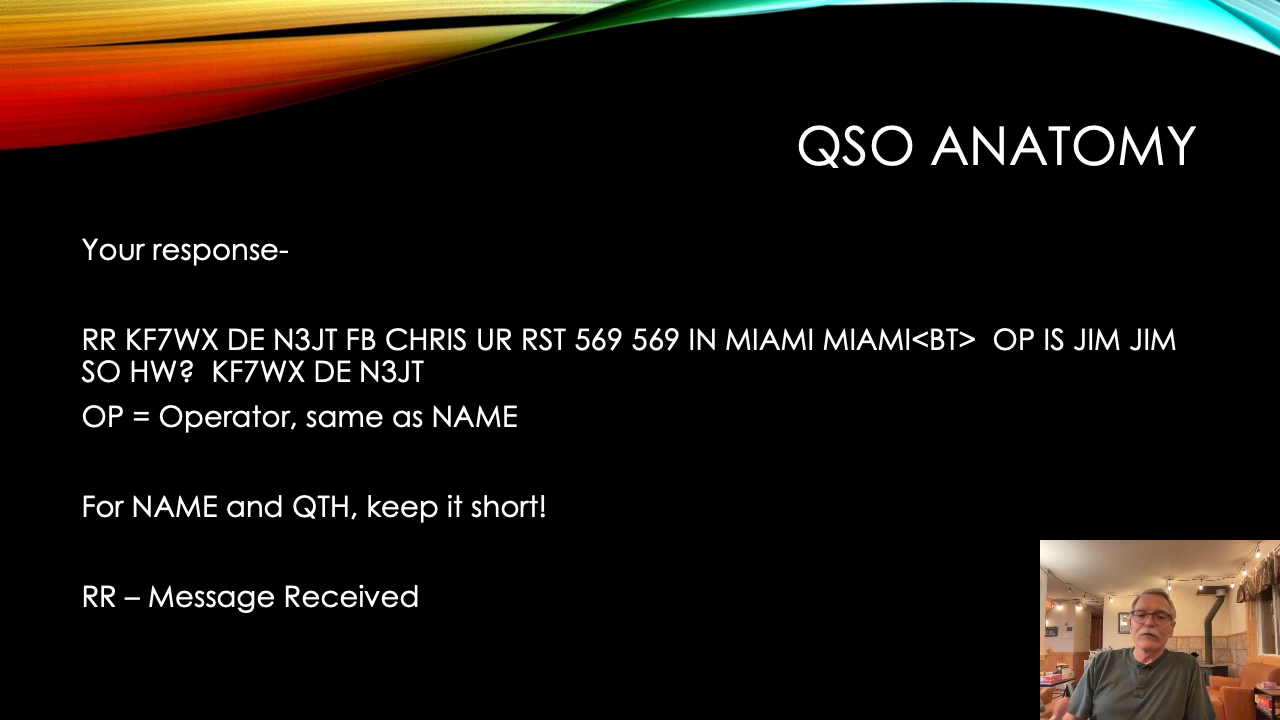 QSO ANATOMY
Your response-
RR KF7WX DE N3JT FB CHRIS UR RST 569 569 IN MIAMI MIAMI<BT>  OP IS JIM JIM
SO HW?  KF7WX DE N3JT
OP = Operator, same as NAME
For NAME and QTH, keep it short!
RR – Message Received